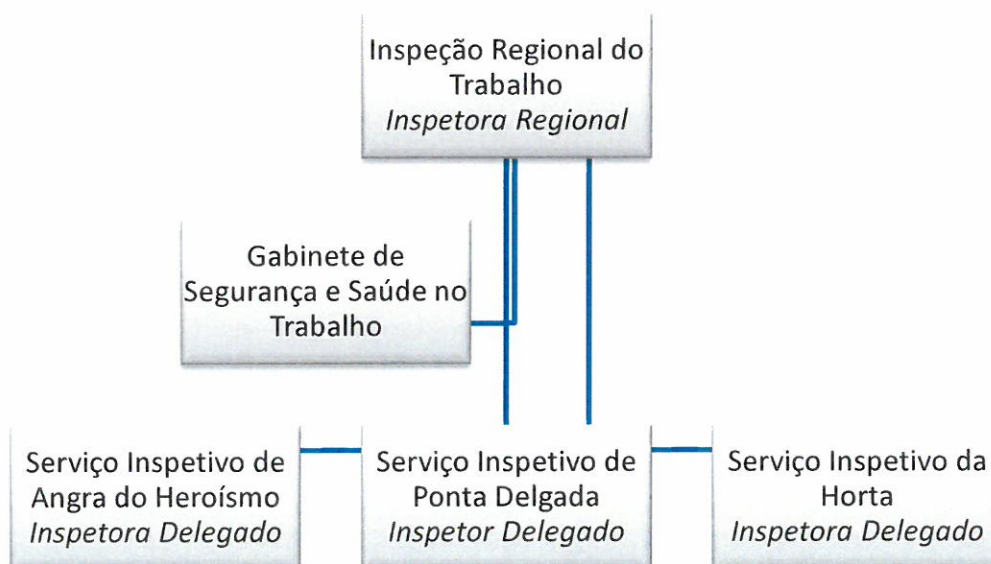 Inspeção Regional do
Trabalho
Inspetora Regional
Gabinete de
Segurança e Saúde no
Trabalho
Serviço Inspetivo de
Angra do Heroísmo
Inspetora Delegado
Serviço Inspetivo de
Ponta Delgada
Inspetor Delegado
Serviço Inspetivo da
Horta
Inspetora Delegado